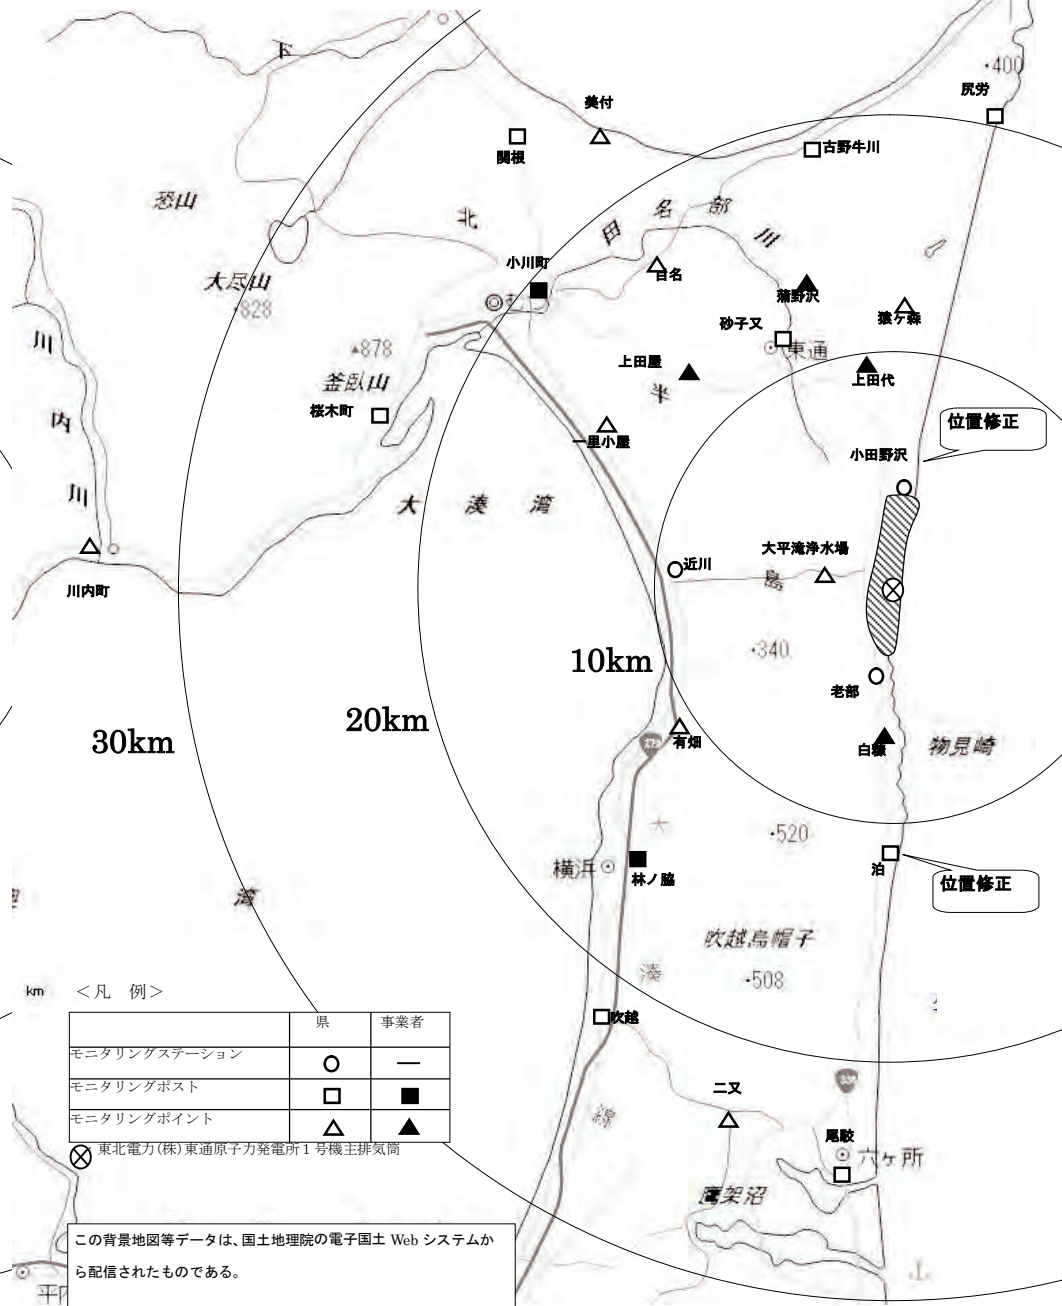 下
・400
尻労
美付
関根
古野牛川
恐山
北
田 名 部 川
小川町
目名
む
蒲野沢
猿ヶ森
大尽山
・828
砂子又
東通
上田屋
上田代
川 内 川
878
釜臥山
半
桜木町
一里小屋
位置修正
小田野沢
大 湊 湾
大平滝浄水場
近川
島
川内町
・340
10km
20km
30km
老部
有畑
白糠
物見崎
大
・520
横浜
林ノ脇
泊
位置修正
湾
吹越烏帽子
・508
湊
km
<凡 例>
県 事業者
モニタリングステーション ○ —
モニタリングポスト □ ■
モニタリングポイント △ ▲
東北電力(株)東通原子力発電所1号機主排気筒
吹越
二又
338
線
尾駮
六ヶ所
鷹架沼
この背景地図等データは、国土地理院の電子国土 Web システムか
ら配信されたものである。